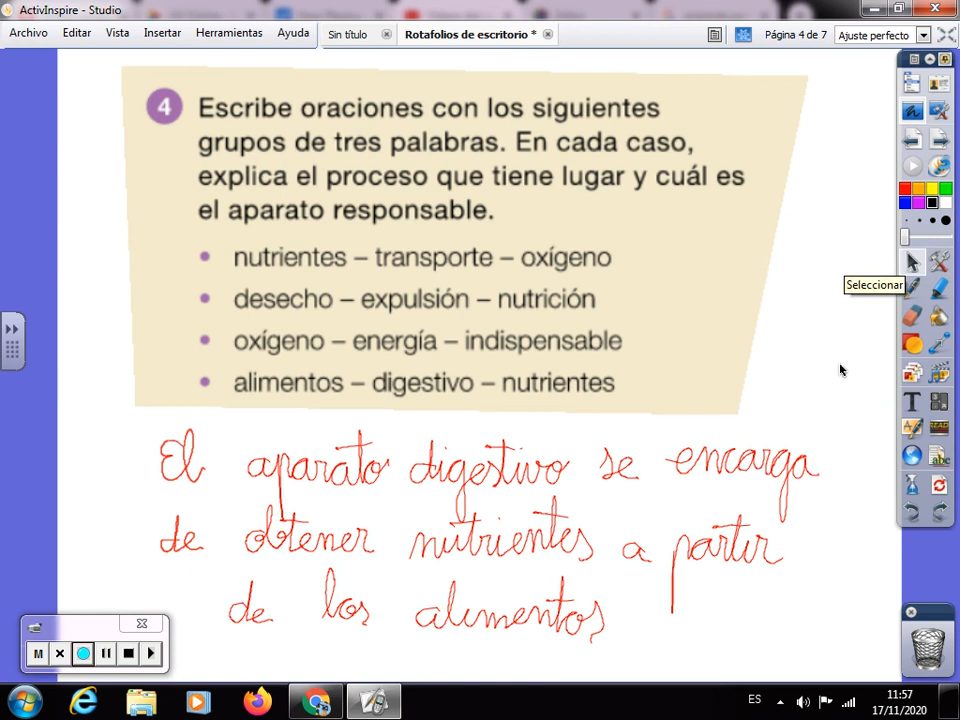 ActivInspire - Studio
Archivo Editar Vista Insertar Herramientas Ayuda Sin título Rotafolios de escritorio * Página 4 de 7 Ajuste perfecto
4 Escribe oraciones con los siguientes
grupos de tres palabras. En cada caso,
explica el proceso que tiene lugar y cuál es
el aparato responsable.
• nutrientes – transporte – oxígeno
Seleccionar
• desecho – expulsión – nutrición
• oxígeno – energía – indispensable
• alimentos – digestivo – nutrientes
El aparato digestivo se encarga
de obtener nutrientes a partir
de los alimentos
M
ES 11:57
17/11/2020